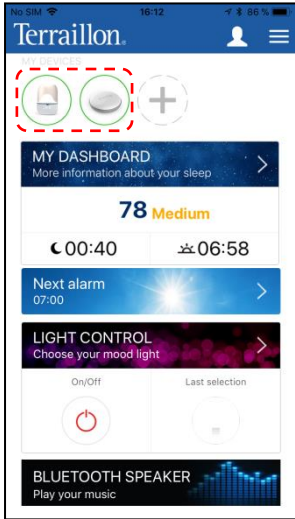 No SIM 16:12 86 %
Terraillon.
MY DEVICES
MY DASHBOARD
More information about your sleep
78 Medium
00:40 06:58
Next alarm
07:00
LIGHT CONTROL
Choose your mood light
On/Off Last selection
BLUETOOTH SPEAKER
Play your music